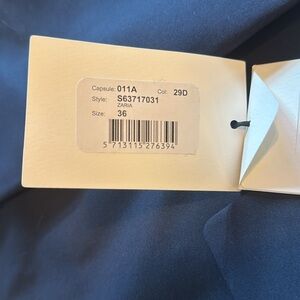 Capsule: 011A Col: 29D
Style: S63717031
ZARIA
Size: 36
5 713115 276394